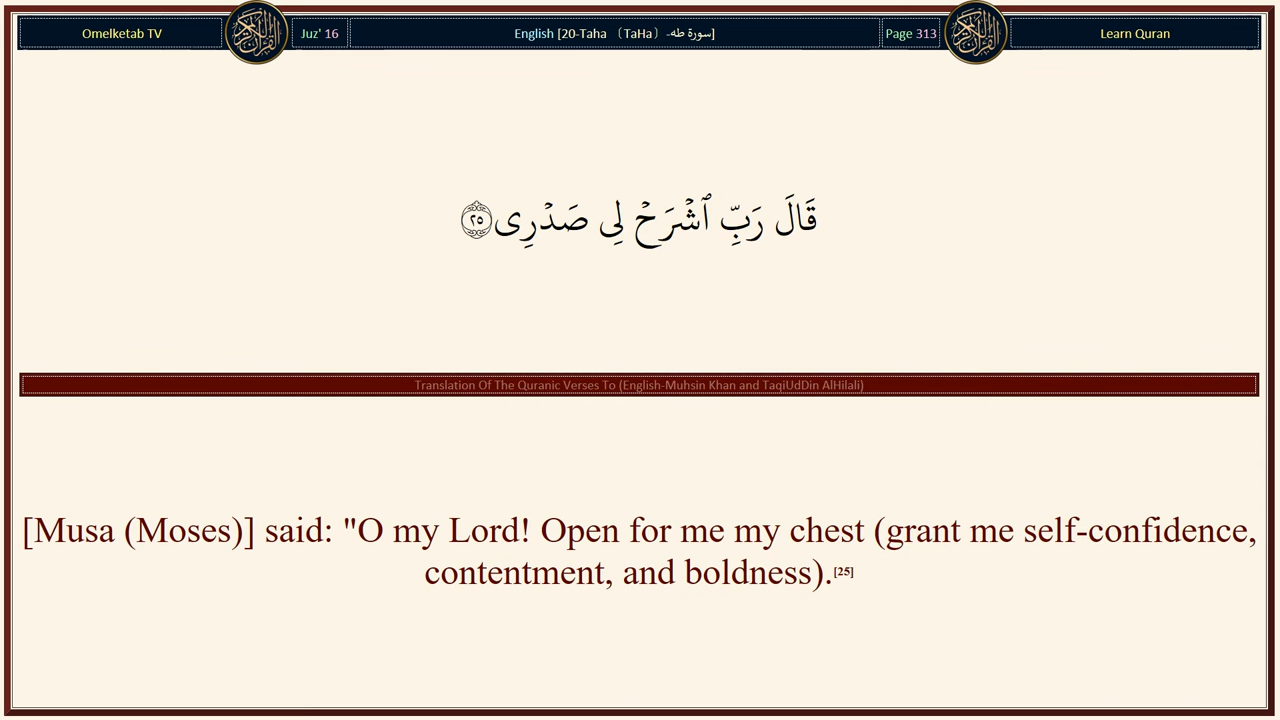 Omelketab TV
Juz' 16
English [20-Taha （TaHa） -سورة طه]
Page 313
Learn Quran
قَالَ رَبِّ ٱشْرَحْ لِى صَدْرِى ٢٥
Translation Of The Quranic Verses To (English-Muhsin Khan and TaqiUdDin AlHilali)
[Musa (Moses)] said: "O my Lord! Open for me my chest (grant me self-confidence,
contentment, and boldness).[25]